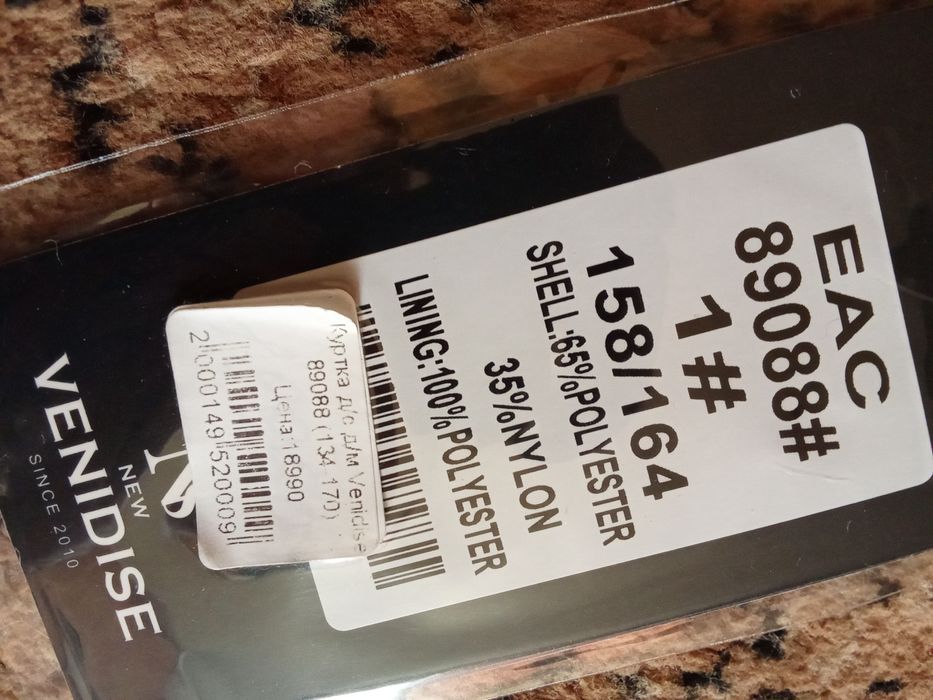 EAC
89088#
1#
158/164
SHELL:65%POLYESTER
35%NYLON
LINING:100%POLYESTER
Куртка д/с д/м Venidise
89088 (134-170)
Цена:18990
2000149520009
NEW
VENIDISE
SINCE 2010